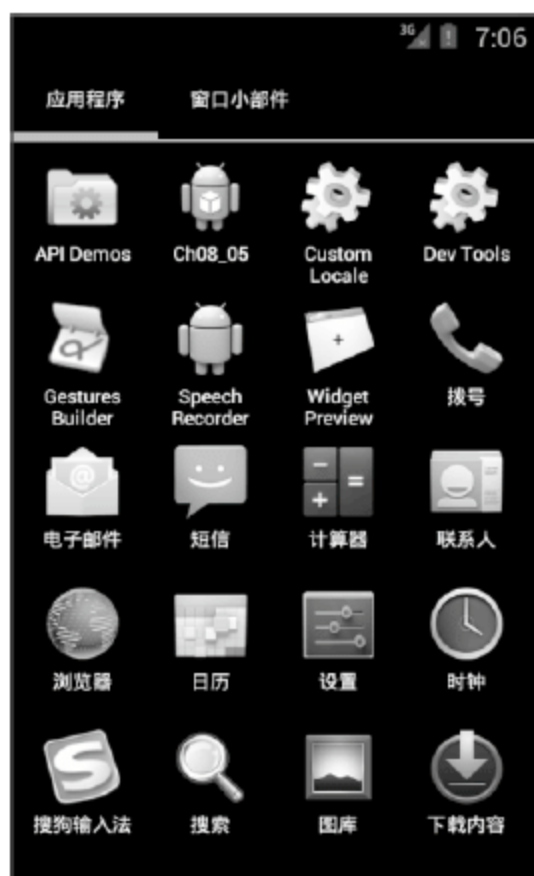 3G 7:06
应用程序 窗口小部件
API Demos Ch08_05 Custom Locale Dev Tools
Gestures Builder Speech Recorder Widget Preview 拨号
电子邮件 短信 计算器 联系人
浏览器 日历 设置 时钟
搜狗输入法 搜索 图库 下载内容